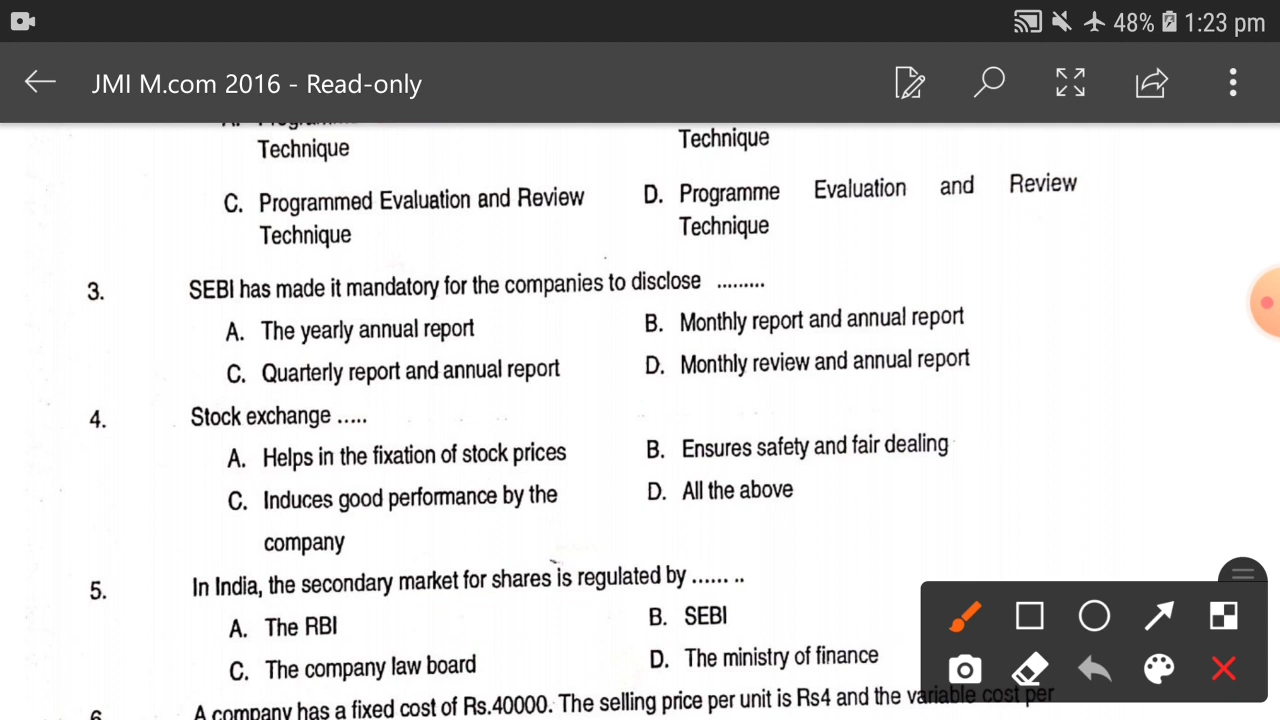 48% 1:23 pm
JMI M.com 2016 - Read-only
Technique
Technique
C. Programmed Evaluation and Review
Technique
D. Programme Evaluation and Review
Technique
3. SEBI has made it mandatory for the companies to disclose .........
A. The yearly annual report
B. Monthly report and annual report
C. Quarterly report and annual report
D. Monthly review and annual report
4. Stock exchange .....
A. Helps in the fixation of stock prices
B. Ensures safety and fair dealing
C. Induces good performance by the
company
D. All the above
5. In India, the secondary market for shares is regulated by ...... ..
A. The RBI
B. SEBI
C. The company law board
D. The ministry of finance
6. A company has a fixed cost of Rs.40000. The selling price per unit is Rs4 and the variable cost per